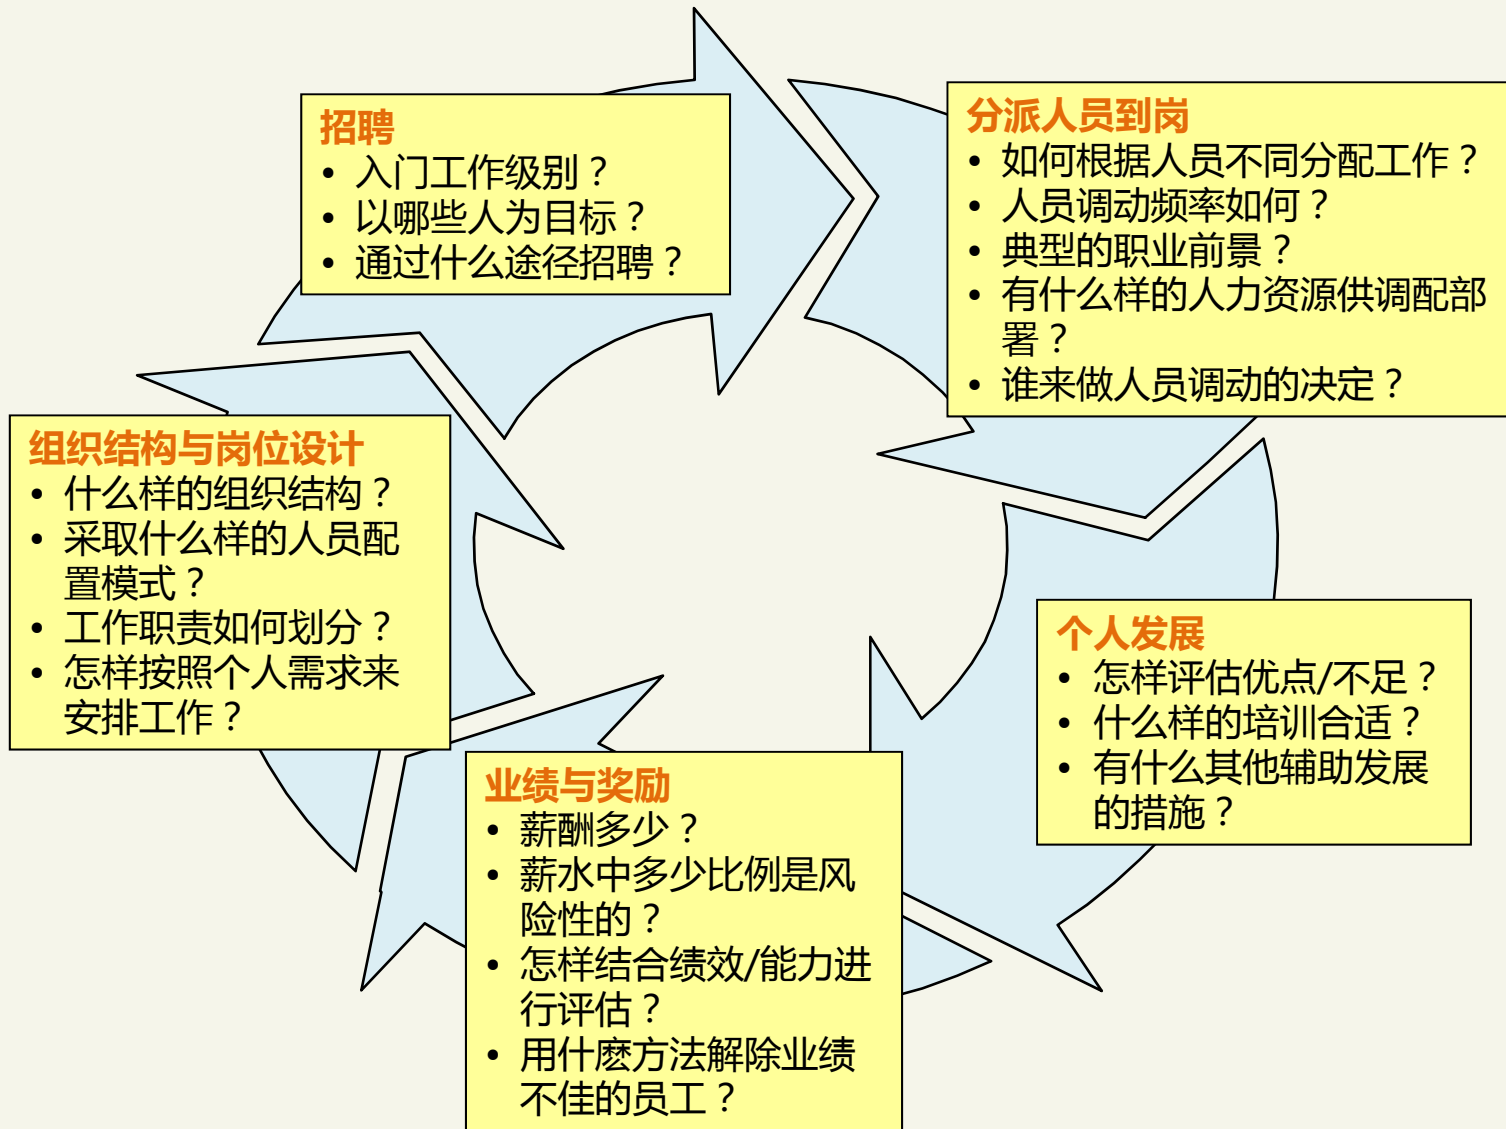 招聘
• 入门工作级别？
• 以哪些人为目标？
• 通过什么途径招聘？
分派人员到岗
• 如何根据人员不同分配工作？
• 人员调动频率如何？
• 典型的职业前景？
• 有什么样的人力资源供调配部
署？
• 谁来做人员调动的决定？
组织结构与岗位设计
• 什么样的组织结构？
• 采取什么样的人员配
置模式？
• 工作职责如何划分？
• 怎样按照个人需求来
安排工作？
个人发展
• 怎样评估优点/不足？
• 什么样的培训合适？
• 有什么其他辅助发展
的措施？
业绩与奖励
• 薪酬多少？
• 薪水中多少比例是风
险性的？
• 怎样结合绩效/能力进
行评估？
• 用什麽方法解除业绩
不佳的员工？